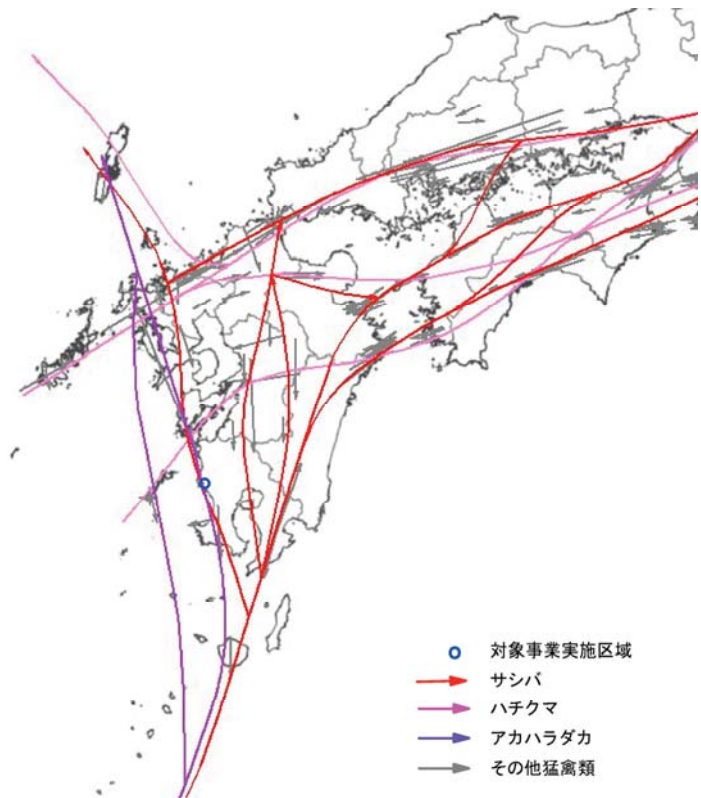 対象事業実施区域
サシバ
ハチクマ
アカハラダカ
その他猛禽類